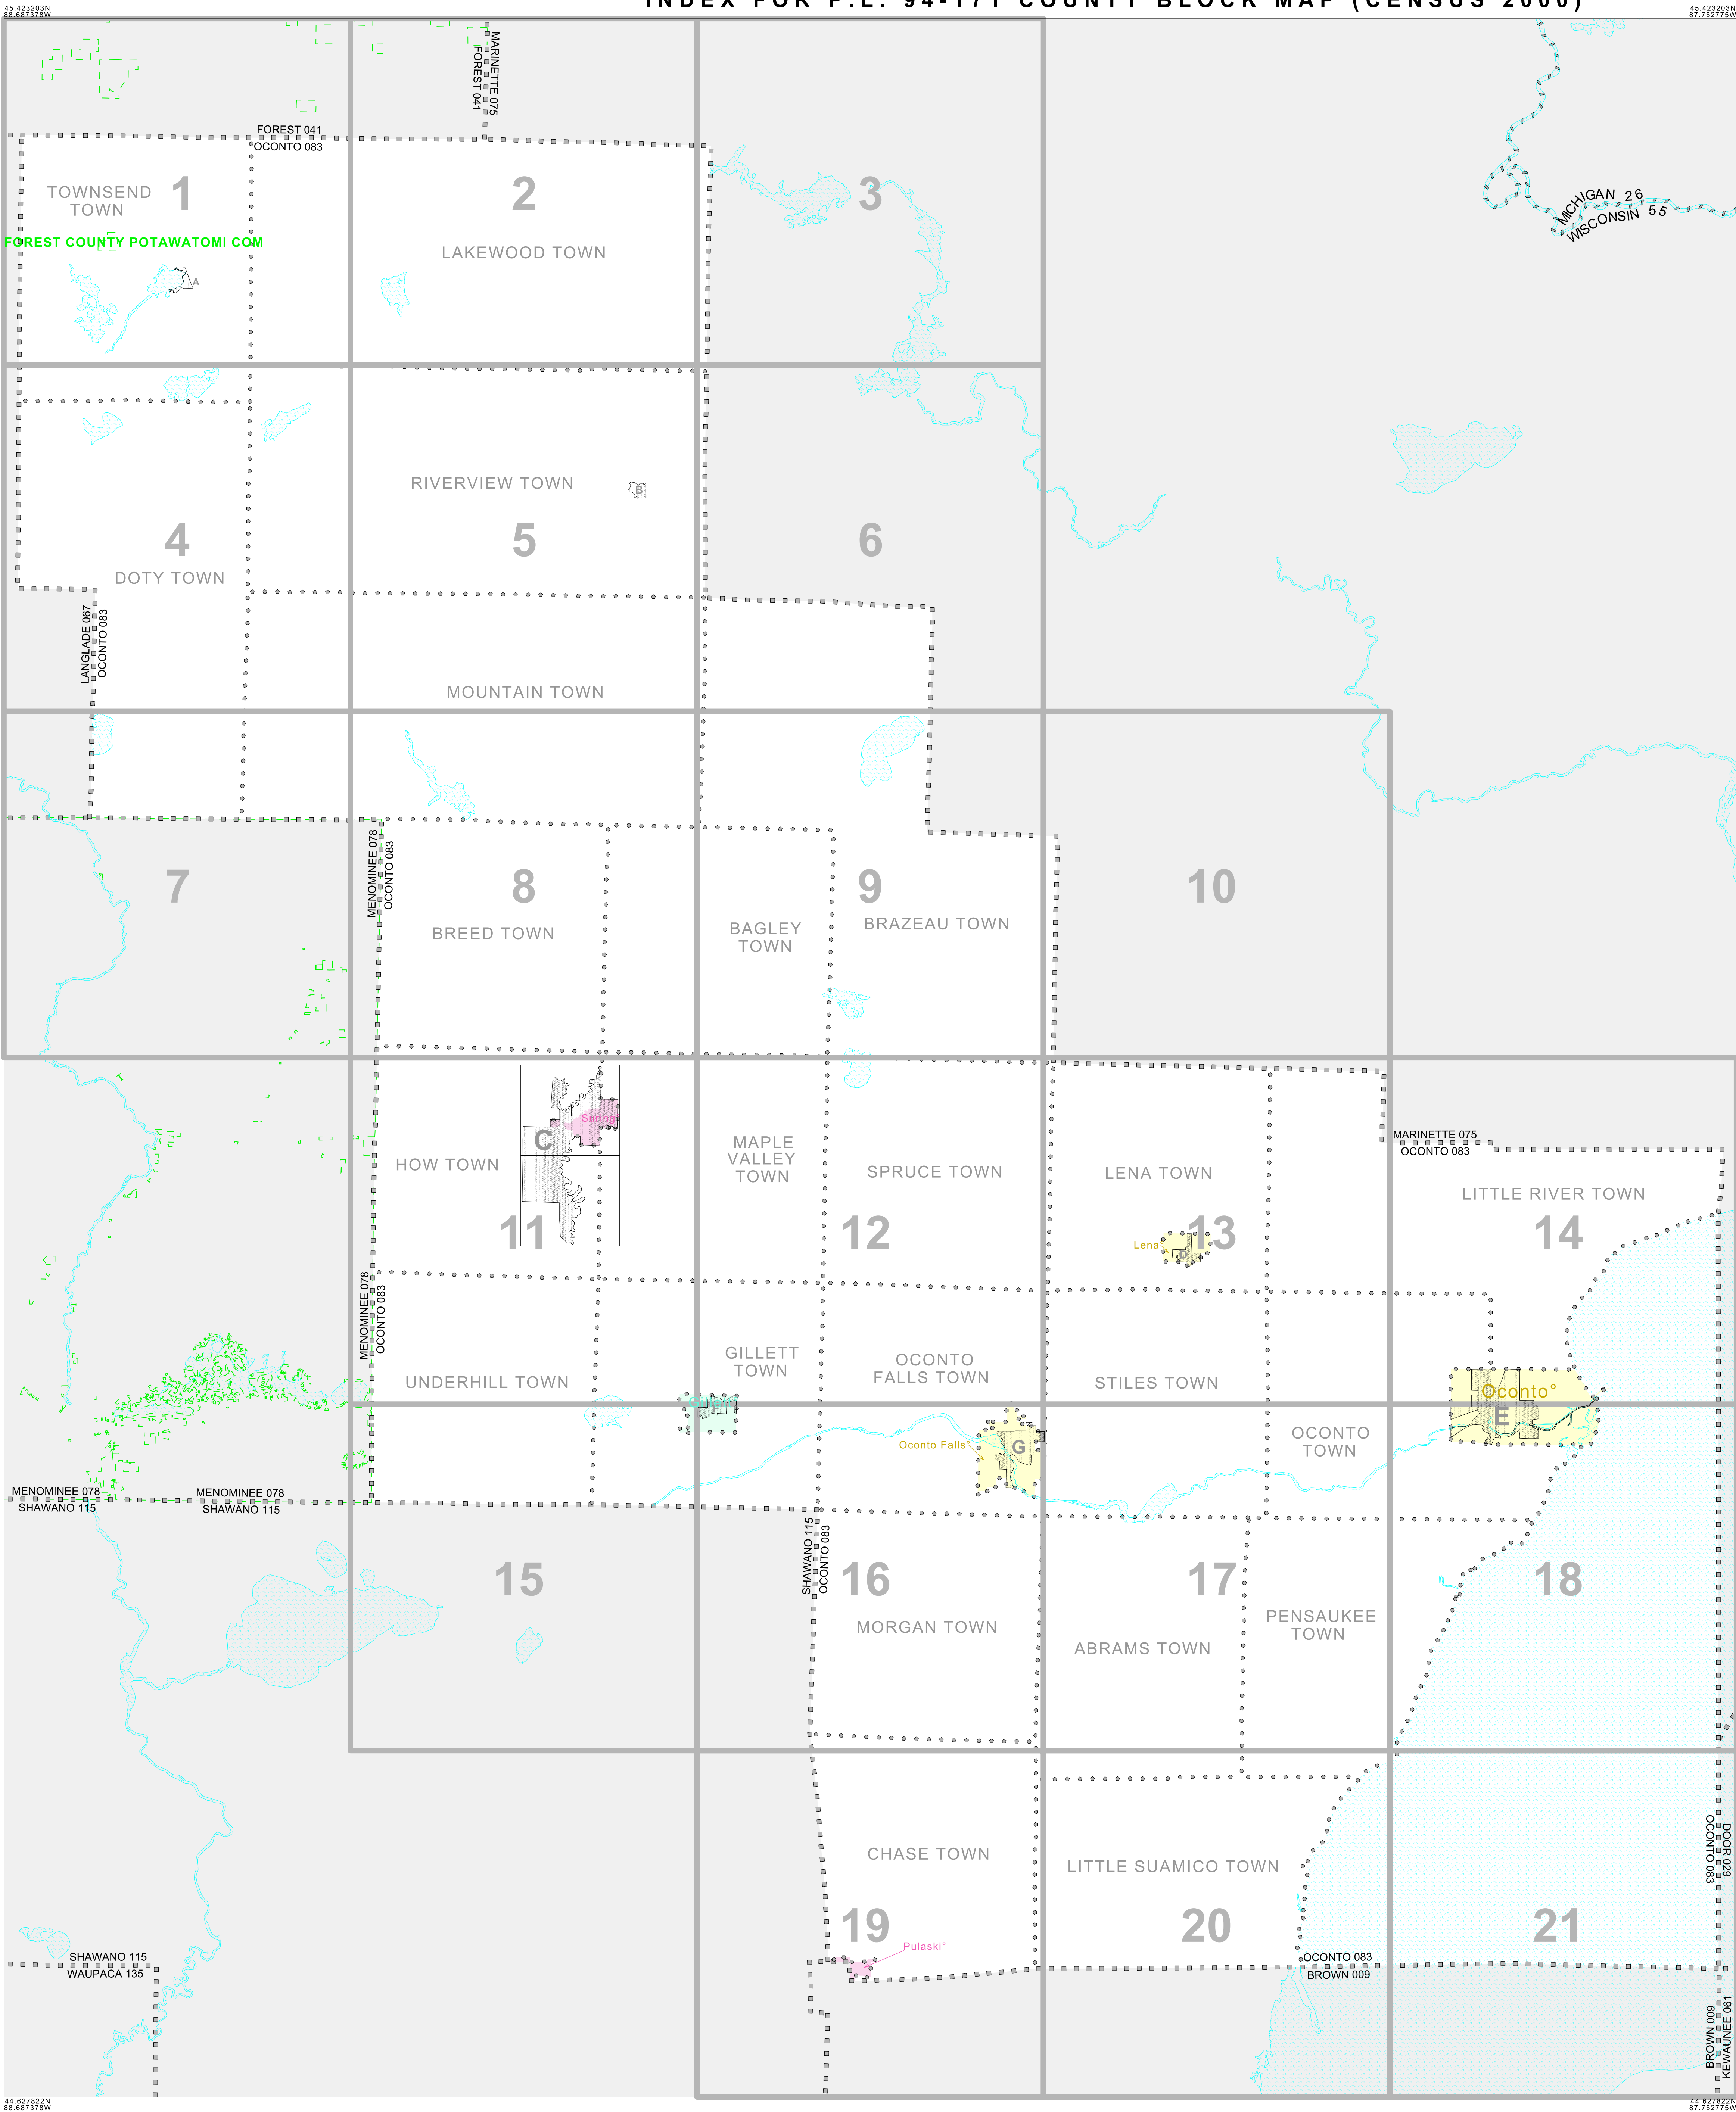 INDEX FOR P.L. 94-171 COUNTY BLOCK MAP (CENSUS 2000)
45.423203N
88.687378W
45.423203N
87.752775W
MARINETTE 075
FOREST 041
FOREST 041
OCONTO 083
MICHIGAN 26
WISCONSIN 55
TOWNSEND
TOWN
1
2
3
FOREST COUNTY POTAWATOMI COM
LAKEWOOD TOWN
A
RIVERVIEW TOWN
B
4
5
6
DOTY TOWN
LANGLADE 067
OCONTO 083
MOUNTAIN TOWN
MENOMINEE 078
OCONTO 083
7
8
9
10
BREED TOWN
BAGLEY
TOWN
BRAZEAU TOWN
Suring
C
HOW TOWN
MAPLE
VALLEY
TOWN
SPRUCE TOWN
LENA TOWN
MARINETTE 075
OCONTO 083
LITTLE RIVER TOWN
11
12
13
14
Lena
D
MENOMINEE 078
OCONTO 083
UNDERHILL TOWN
GILLETT
TOWN
OCONTO
FALLS TOWN
STILES TOWN
Oconto°
E
F
OCONTO
TOWN
Oconto Falls°
G
MENOMINEE 078
SHAWANO 115
MENOMINEE 078
SHAWANO 115
SHAWANO 115
OCONTO 083
15
16
17
18
MORGAN TOWN
ABRAMS TOWN
PENSAUKEE
TOWN
CHASE TOWN
LITTLE SUAMICO TOWN
DOOR 029
OCONTO 083
19
20
21
Pulaski°
SHAWANO 115
WAUPACA 135
OCONTO 083
BROWN 009
BROWN 009
KEWAUNEE 061
44.627822N
88.687378W
44.627822N
87.752775W